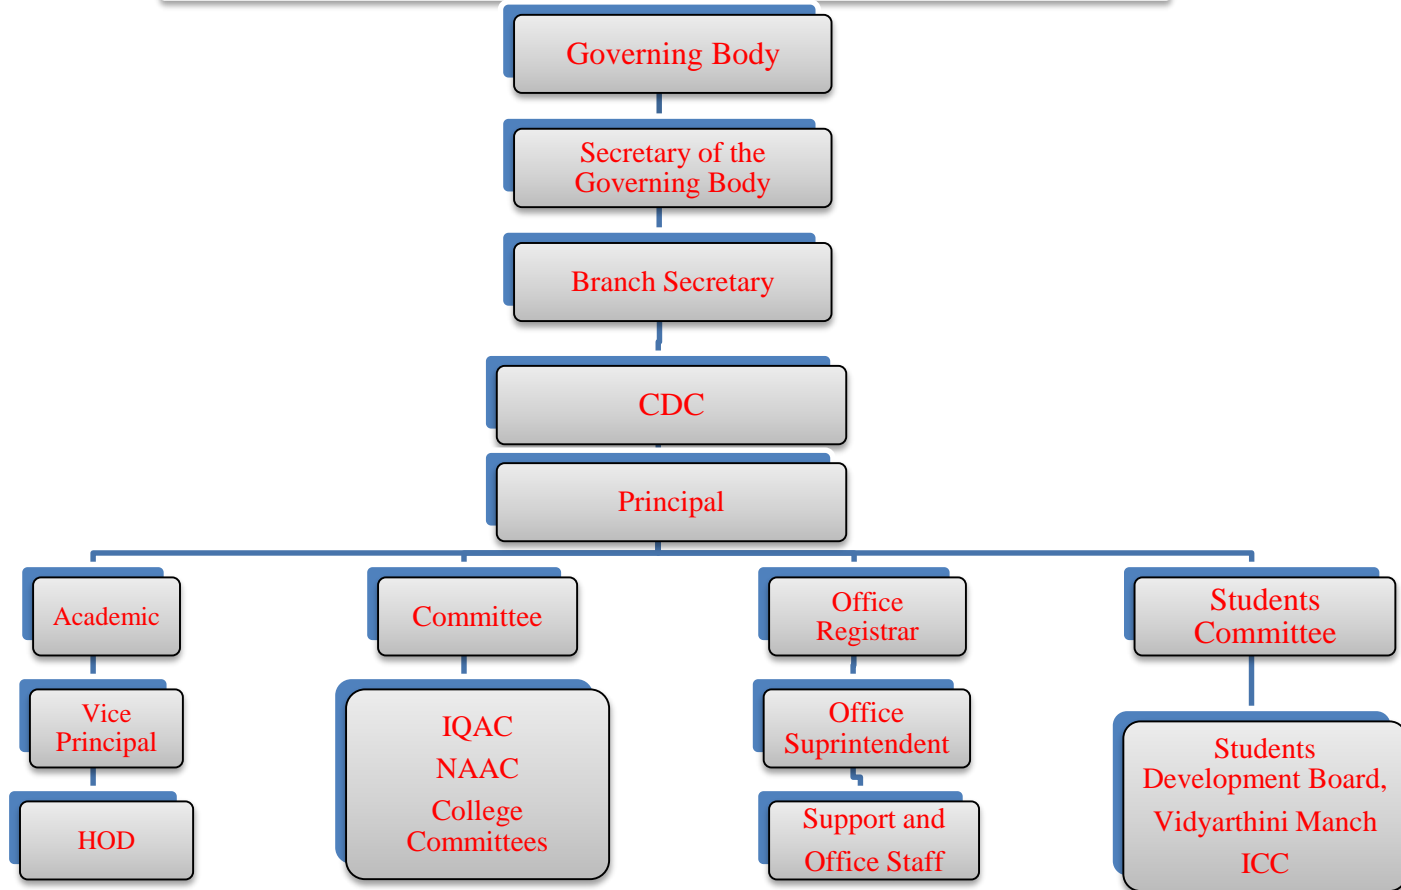 Governing Body
Secretary of the
Governing Body
Branch Secretary
CDC
Principal
Academic
Committee
Office
Registrar
Students
Committee
Vice
Principal
IQAC
NAAC
College
Committees
Office
Suprintendent
Students
Development Board,
Vidyarthini Manch
ICC
HOD
Support and
Office Staff